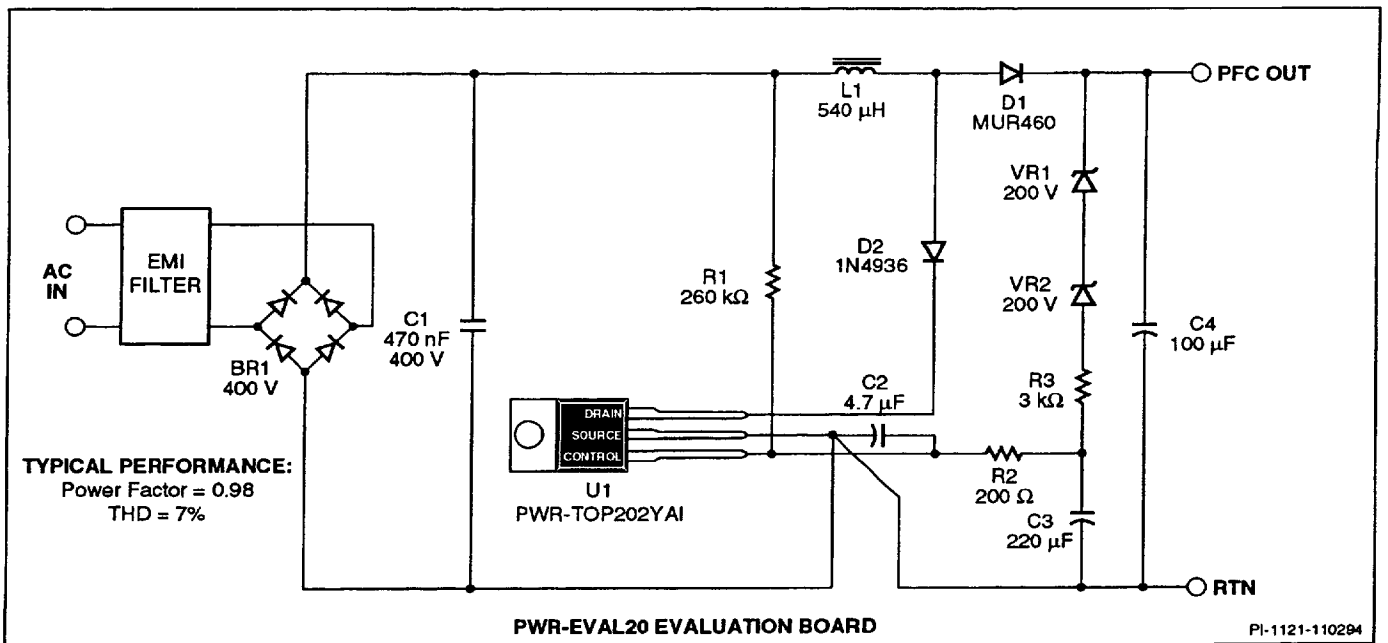 PFC OUT
L1
540 µH
D1
MUR460
VR1
200 V
D2
1N4936
VR2
200 V
AC
IN
EMI
FILTER
R1
260 kΩ
C1
470 nF
400 V
C4
100 µF
BR1
400 V
R3
3 kΩ
C2
4.7 µF
DRAIN
SOURCE
CONTROL
TYPICAL PERFORMANCE:
Power Factor = 0.98
THD = 7%
U1
PWR-TOP202YAI
R2
200 Ω
C3
220 µF
RTN
PWR-EVAL20 EVALUATION BOARD
PI-1121-110294